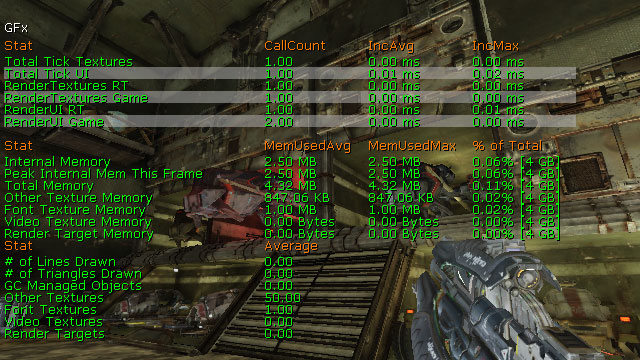 GFx
Stat CallCount IncAvg IncMax
Total Tick Textures 1.00 0.00 ms 0.00 ms
Total Tick UI 1.00 0.01 ms 0.02 ms
RenderTextures RT 1.00 0.00 ms 0.00 ms
RenderTextures Game 1.00 0.00 ms 0.00 ms
RenderUI RT 1.00 0.00 ms 0.01 ms
RenderUI Game 2.00 0.00 ms 0.00 ms
Stat MemUsedAvg MemUsedMax % of Total
Internal Memory 2.50 MB 2.50 MB 0.06% [4 GB]
Peak Internal Mem This Frame 2.50 MB 2.50 MB 0.06% [4 GB]
Total Memory 4.32 MB 4.32 MB 0.11% [4 GB]
Other Texture Memory 847.06 KB 847.06 KB 0.02% [4 GB]
Font Texture Memory 1.00 MB 1.00 MB 0.02% [4 GB]
Video Texture Memory 0.00 Bytes 0.00 Bytes 0.00% [4 GB]
Render Target Memory 0.00 Bytes 0.00 Bytes 0.00% [4 GB]
Stat Average
# of Lines Drawn 0.00
# of Triangles Drawn 0.00
GC Managed Objects 0.00
Other Textures 50.00
Font Textures 1.00
Video Textures 0.00
Render Targets 0.00